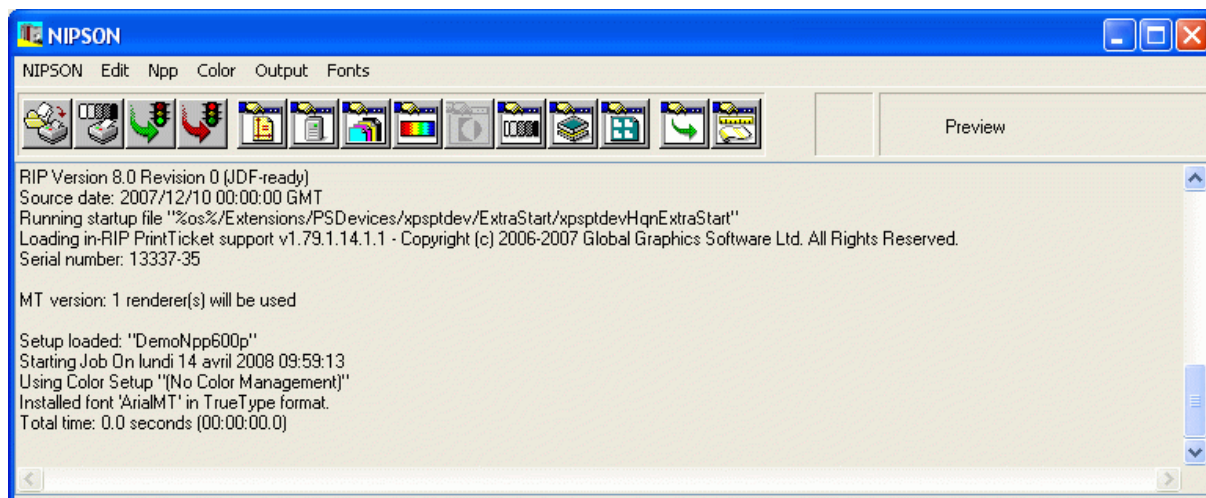 NIPSON
NIPSON Edit Npp Color Output Fonts
Preview
RIP Version 8.0 Revision 0 (JDF-ready)
Source date: 2007/12/10 00:00:00 GMT
Running startup file "%os%/Extensions/PSDevices/xpsptdev/ExtraStart/xpsptdevHqnExtraStart"
Loading in-RIP PrintTicket support v1.79.1.14.1.1 - Copyright (c) 2006-2007 Global Graphics Software Ltd. All Rights Reserved.
Serial number: 13337-35
MT version: 1 renderer(s) will be used
Setup loaded: "DemoNpp600p"
Starting Job On lundi 14 avril 2008 09:59:13
Using Color Setup "(No Color Management)"
Installed font 'ArialMT' in TrueType format.
Total time: 0.0 seconds (00:00:00.0)